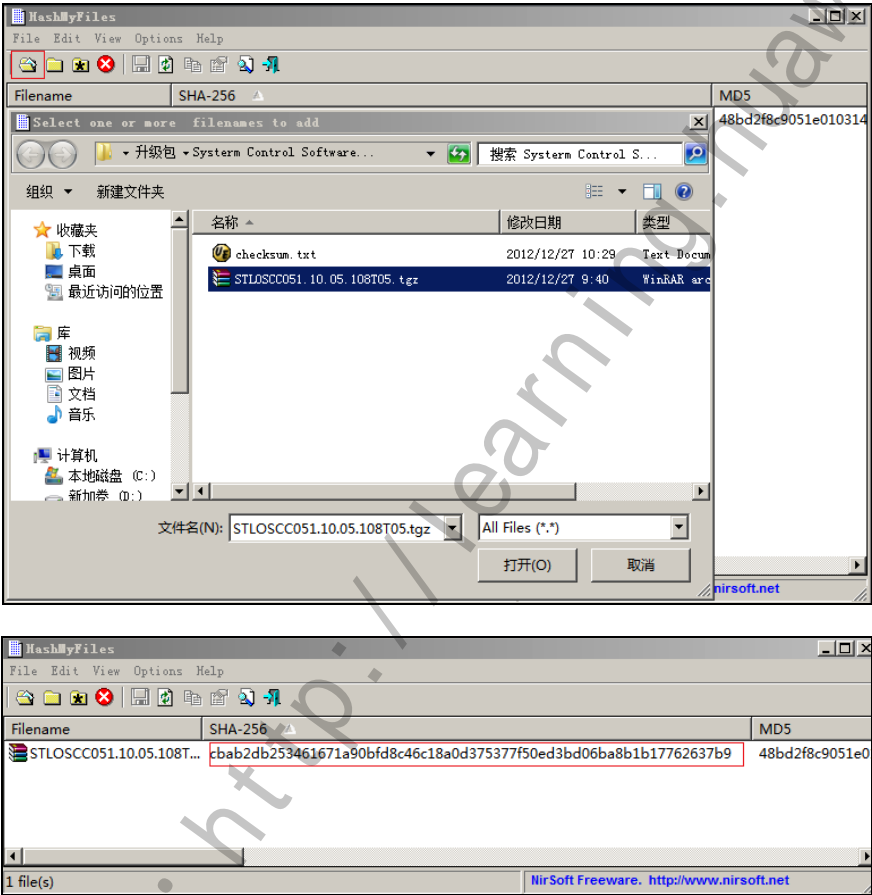 HashMyFiles
File Edit View Options Help
Filename SHA-256 MD5
48bd2f8c9051e010314
Select one or more filenames to add
升级包 Systerm Control Software... 搜索 Systerm Control S...
组织 新建文件夹
收藏夹
下载
桌面
最近访问的位置
库
视频
图片
文档
音乐
计算机
本地磁盘 (C:)
新加卷 (D:)
名称 修改日期 类型
checksum.txt 2012/12/27 10:29 Text Docum
STLOSCC051.10.05.108T05.tgz 2012/12/27 9:40 WinRAR arc
文件名(N): STLOSCC051.10.05.108T05.tgz All Files (*.*)
打开(O) 取消
nirsoft.net
HashMyFiles
File Edit View Options Help
Filename SHA-256 MD5
STLOSCC051.10.05.108T... cbab2db253461671a90bfd8c46c18a0d375377f50ed3bd06ba8b1b17762637b9 48bd2f8c9051e0
1 file(s) NirSoft Freeware. http://www.nirsoft.net
http://learning.huaw